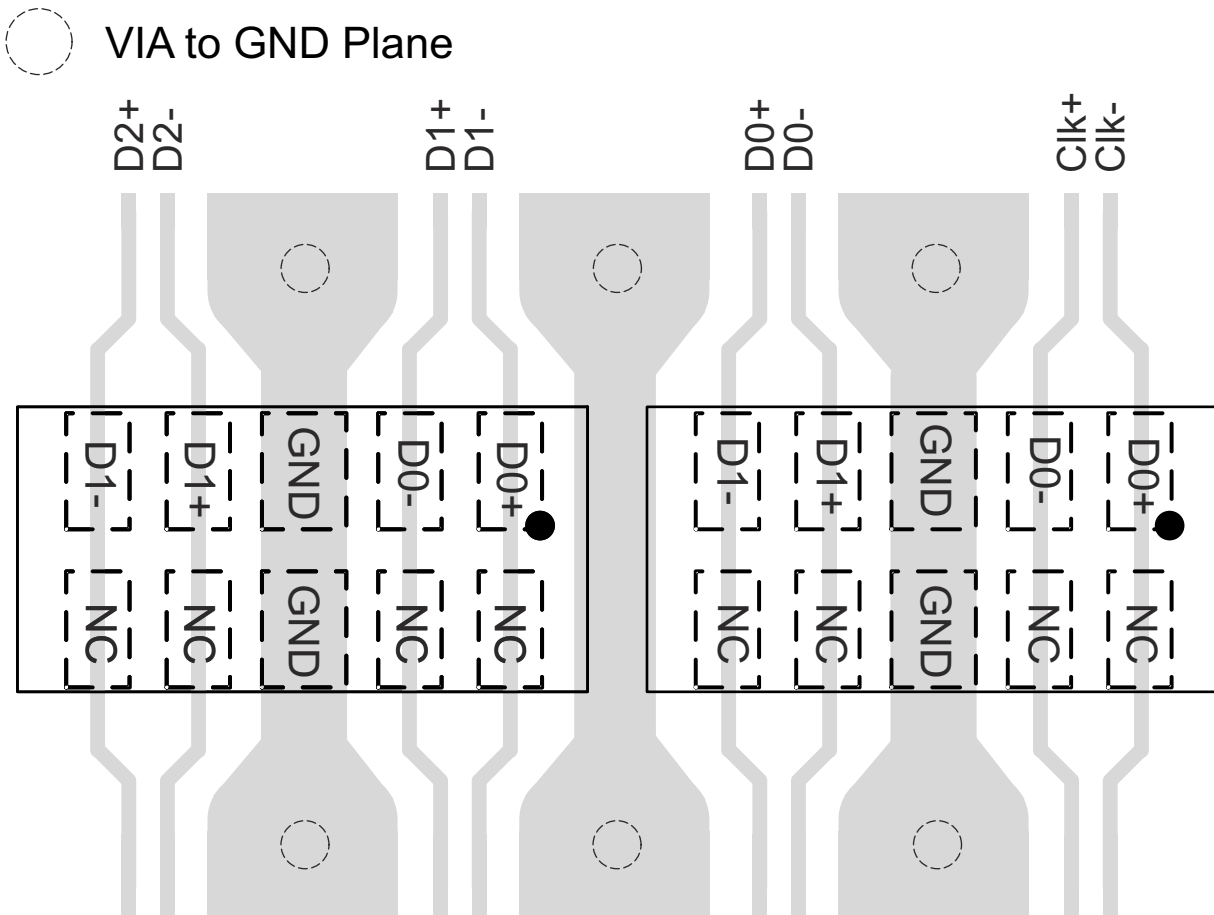 VIA to GND Plane
D2+
D2-
D1+
D1-
D0+
D0-
Clk+
Clk-
D1-
D1+
GND
D0-
D0+
D1-
D1+
GND
D0-
D0+
NC
NC
GND
NC
NC
NC
NC
GND
NC
NC